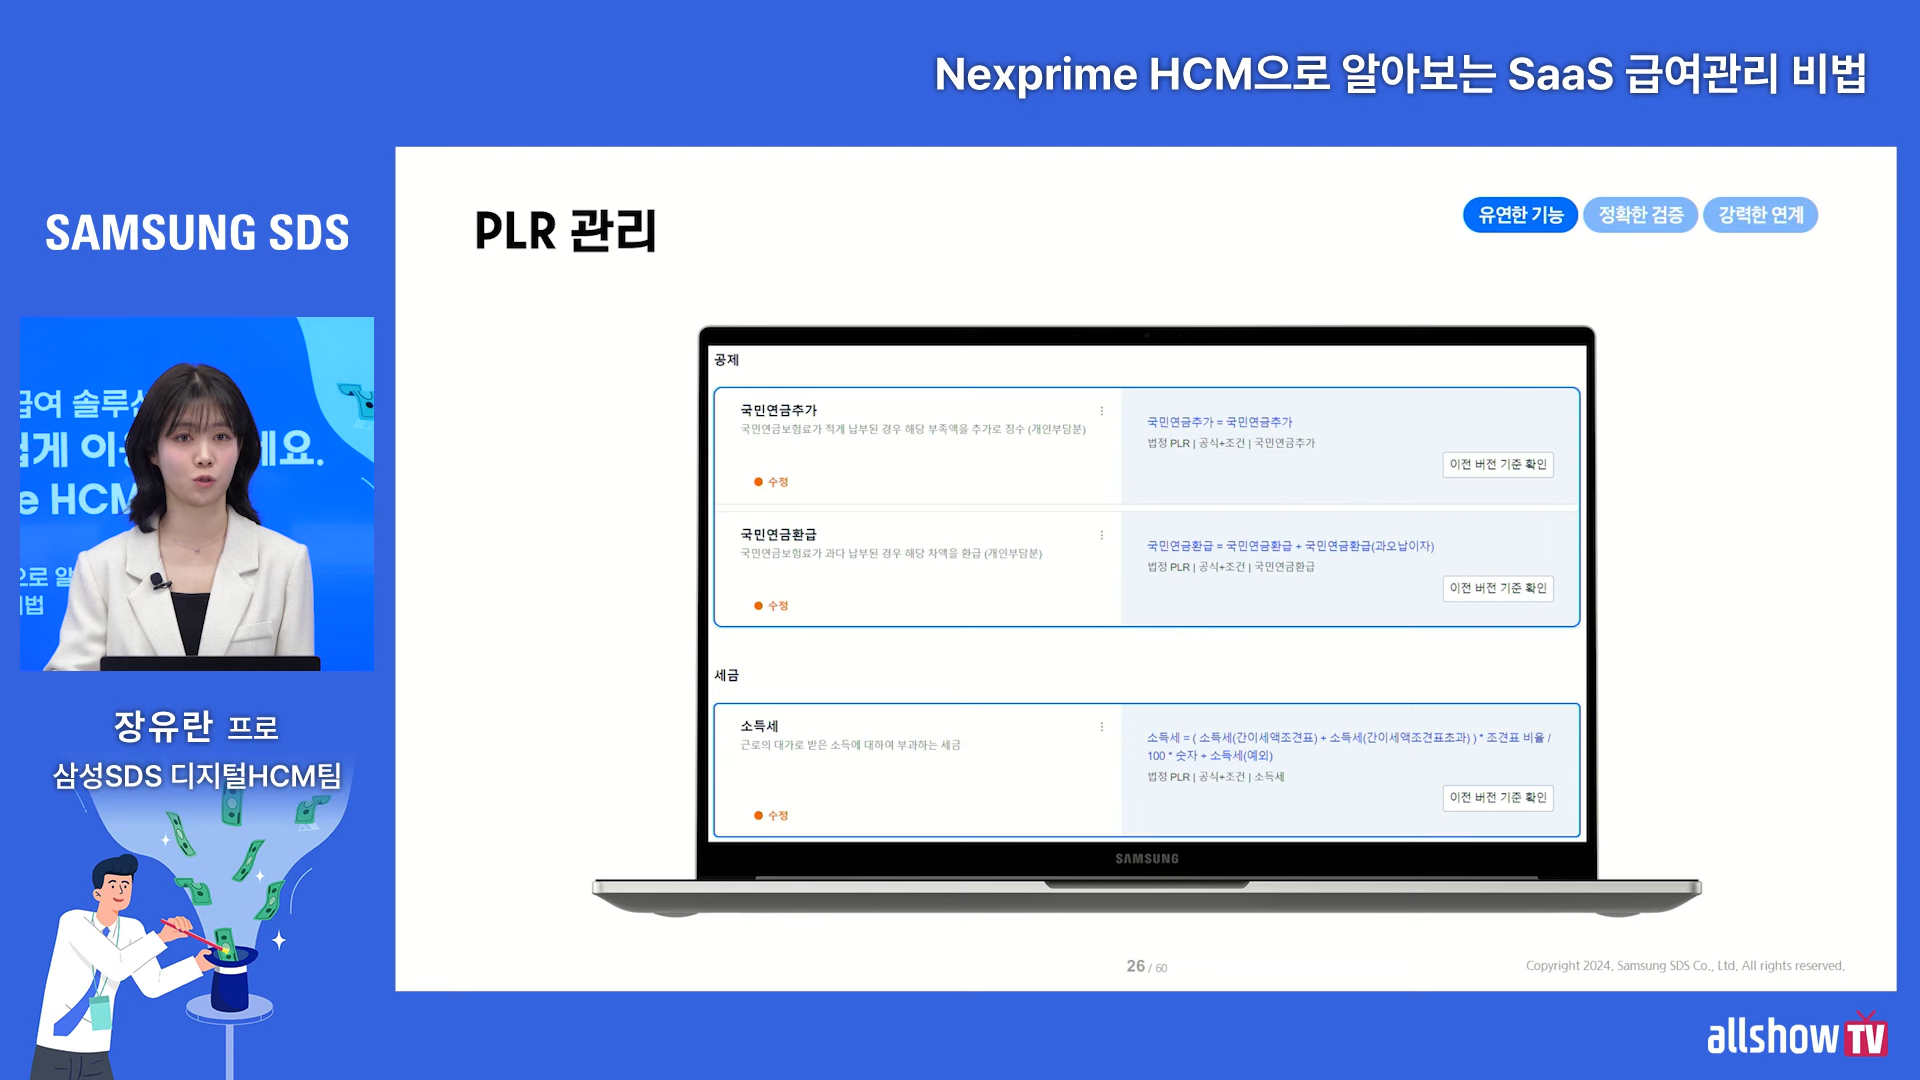 Nexprime HCM으로 알아보는 SaaS 급여관리 비법
SAMSUNG SDS
급여 솔루션
이
세요.
e HCM
으로 알
비법
장유란 프로
삼성SDS 디지털HCM팀
PLR 관리
유연한 기능
정확한 검증
강력한 연계
공제
국민연금추가
국민연금보험료가 적게 납부된 경우 해당 부족액을 추가로 징수 (개인부담분)
수정
국민연금추가 = 국민연금추가
법정 PLR | 공식+조건 | 국민연금추가
이전 버전 기준 확인
국민연금환급
국민연금보험료가 과다 납부된 경우 해당 차액을 환급 (개인부담분)
수정
국민연금환급 = 국민연금환급 + 국민연금환급(과오납이자)
법정 PLR | 공식+조건 | 국민연금환급
이전 버전 기준 확인
세금
소득세
근로의 대가로 받은 소득에 대하여 부과하는 세금
수정
소득세 = ( 소득세(간이세액조견표) + 소득세(간이세액조견표초과) ) * 조견표 비율 /
100 * 숫자 + 소득세(예외)
법정 PLR | 공식+조건 | 소득세
이전 버전 기준 확인
SAMSUNG
26 / 60
Copyright 2024. Samsung SDS Co., Ltd. All rights reserved.
allshow TV